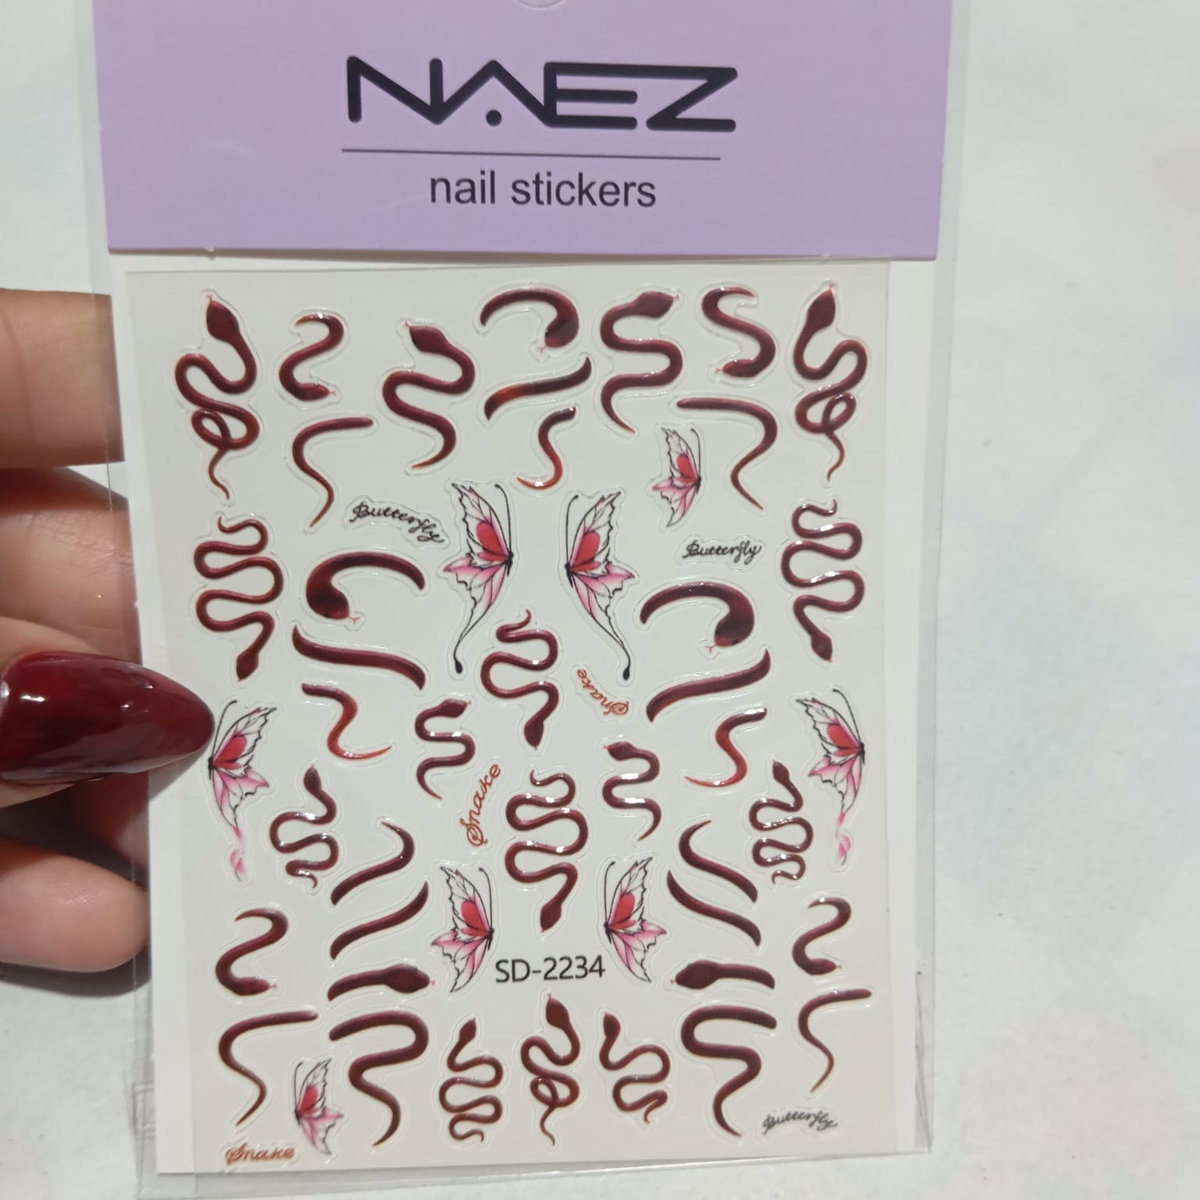 NAEZ
nail stickers
Butterfly
Butterfly
Snake
Snake
SD-2234
Butterfly
Snake